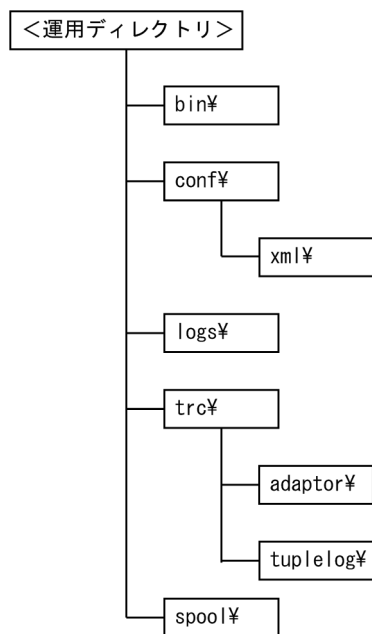 ＜運用ディレクトリ＞
bin¥
conf¥
xml¥
logs¥
trc¥
adaptor¥
tuplelog¥
spool¥